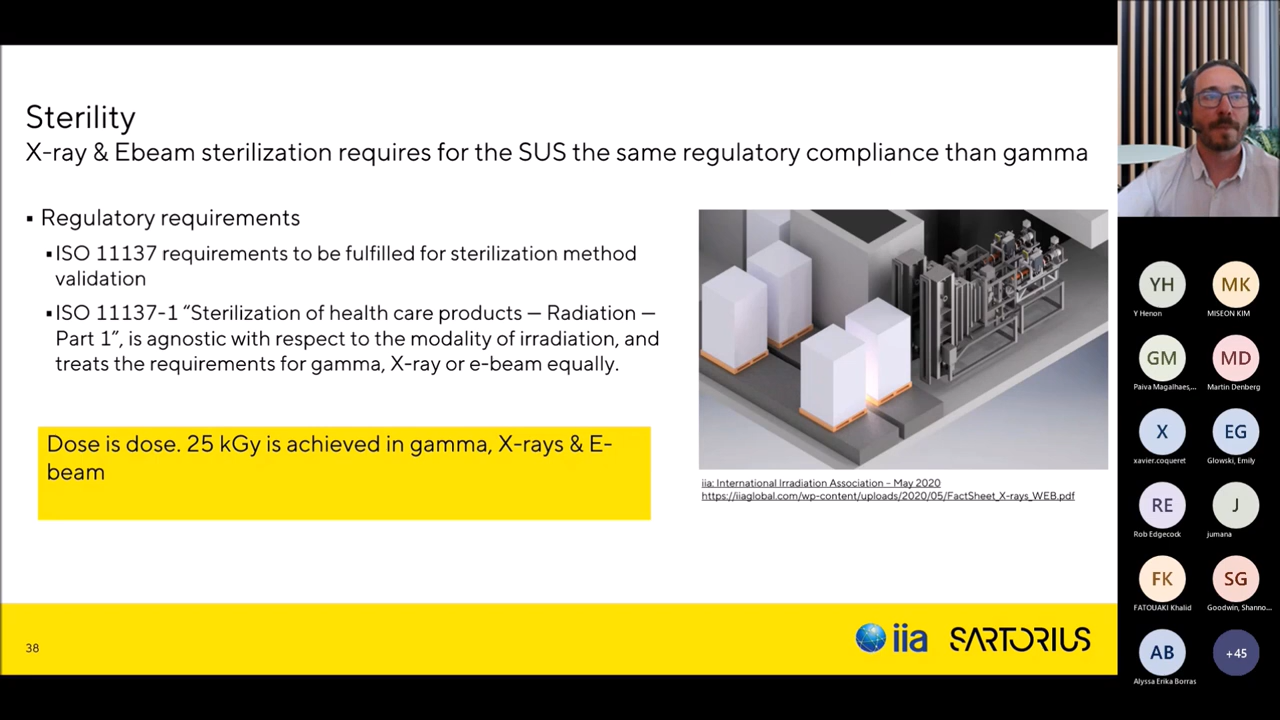 Sterility
X-ray & Ebeam sterilization requires for the SUS the same regulatory compliance than gamma
▪ Regulatory requirements
▪ISO 11137 requirements to be fulfilled for sterilization method
validation
▪ISO 11137-1 “Sterilization of health care products – Radiation –
Part 1”, is agnostic with respect to the modality of irradiation, and
treats the requirements for gamma, X-ray or e-beam equally.
Dose is dose. 25 kGy is achieved in gamma, X-rays & E-
beam
iia: International Irradiation Association – May 2020
https://iiaglobal.com/wp-content/uploads/2020/05/FactSheet_X-rays_WEB.pdf
38
iia SARTORIUS
YH MK
Y Henon MISEON KIM
GM MD
Paiva Magalhaes,... Martin Denberg
X EG
xavier.coqueret Glowski, Emily
RE J
Rob Edgecock jumana
FK SG
FATOUAKI Khalid Goodwin, Shanno...
AB +45
Alyssa Erika Borras